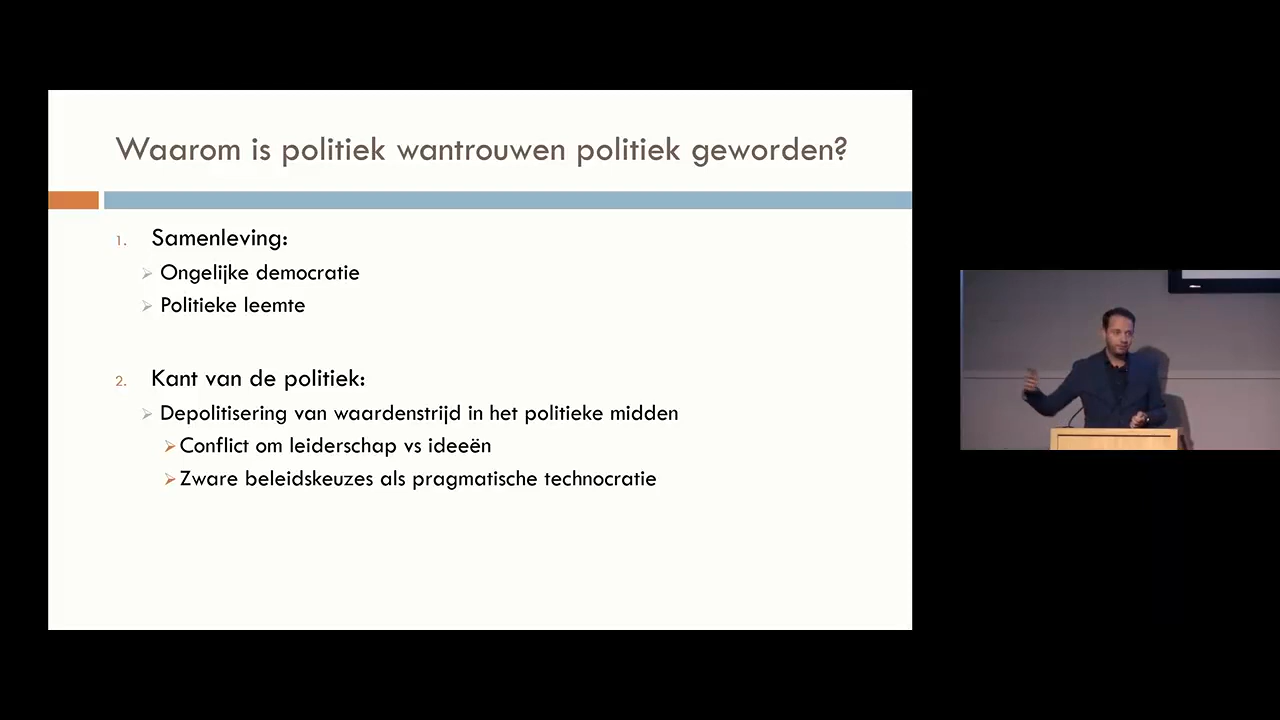 Waarom is politiek wantrouwen politiek geworden?
1. Samenleving:
Ongelijke democratie
Politieke leemte
2. Kant van de politiek:
Depolitisering van waardenstrijd in het politieke midden
Conflict om leiderschap vs ideeën
Zware beleidskeuzes als pragmatische technocratie